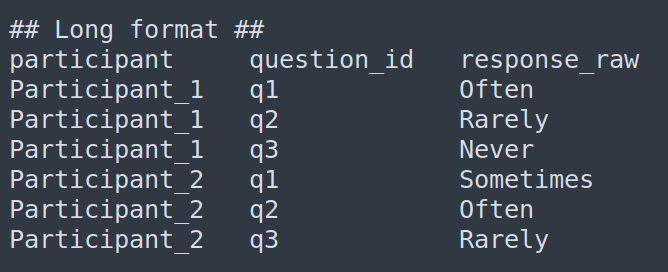 ## Long format ##
participant     question_id   response_raw
Participant_1   q1            Often
Participant_1   q2            Rarely
Participant_1   q3            Never
Participant_2   q1            Sometimes
Participant_2   q2            Often
Participant_2   q3            Rarely